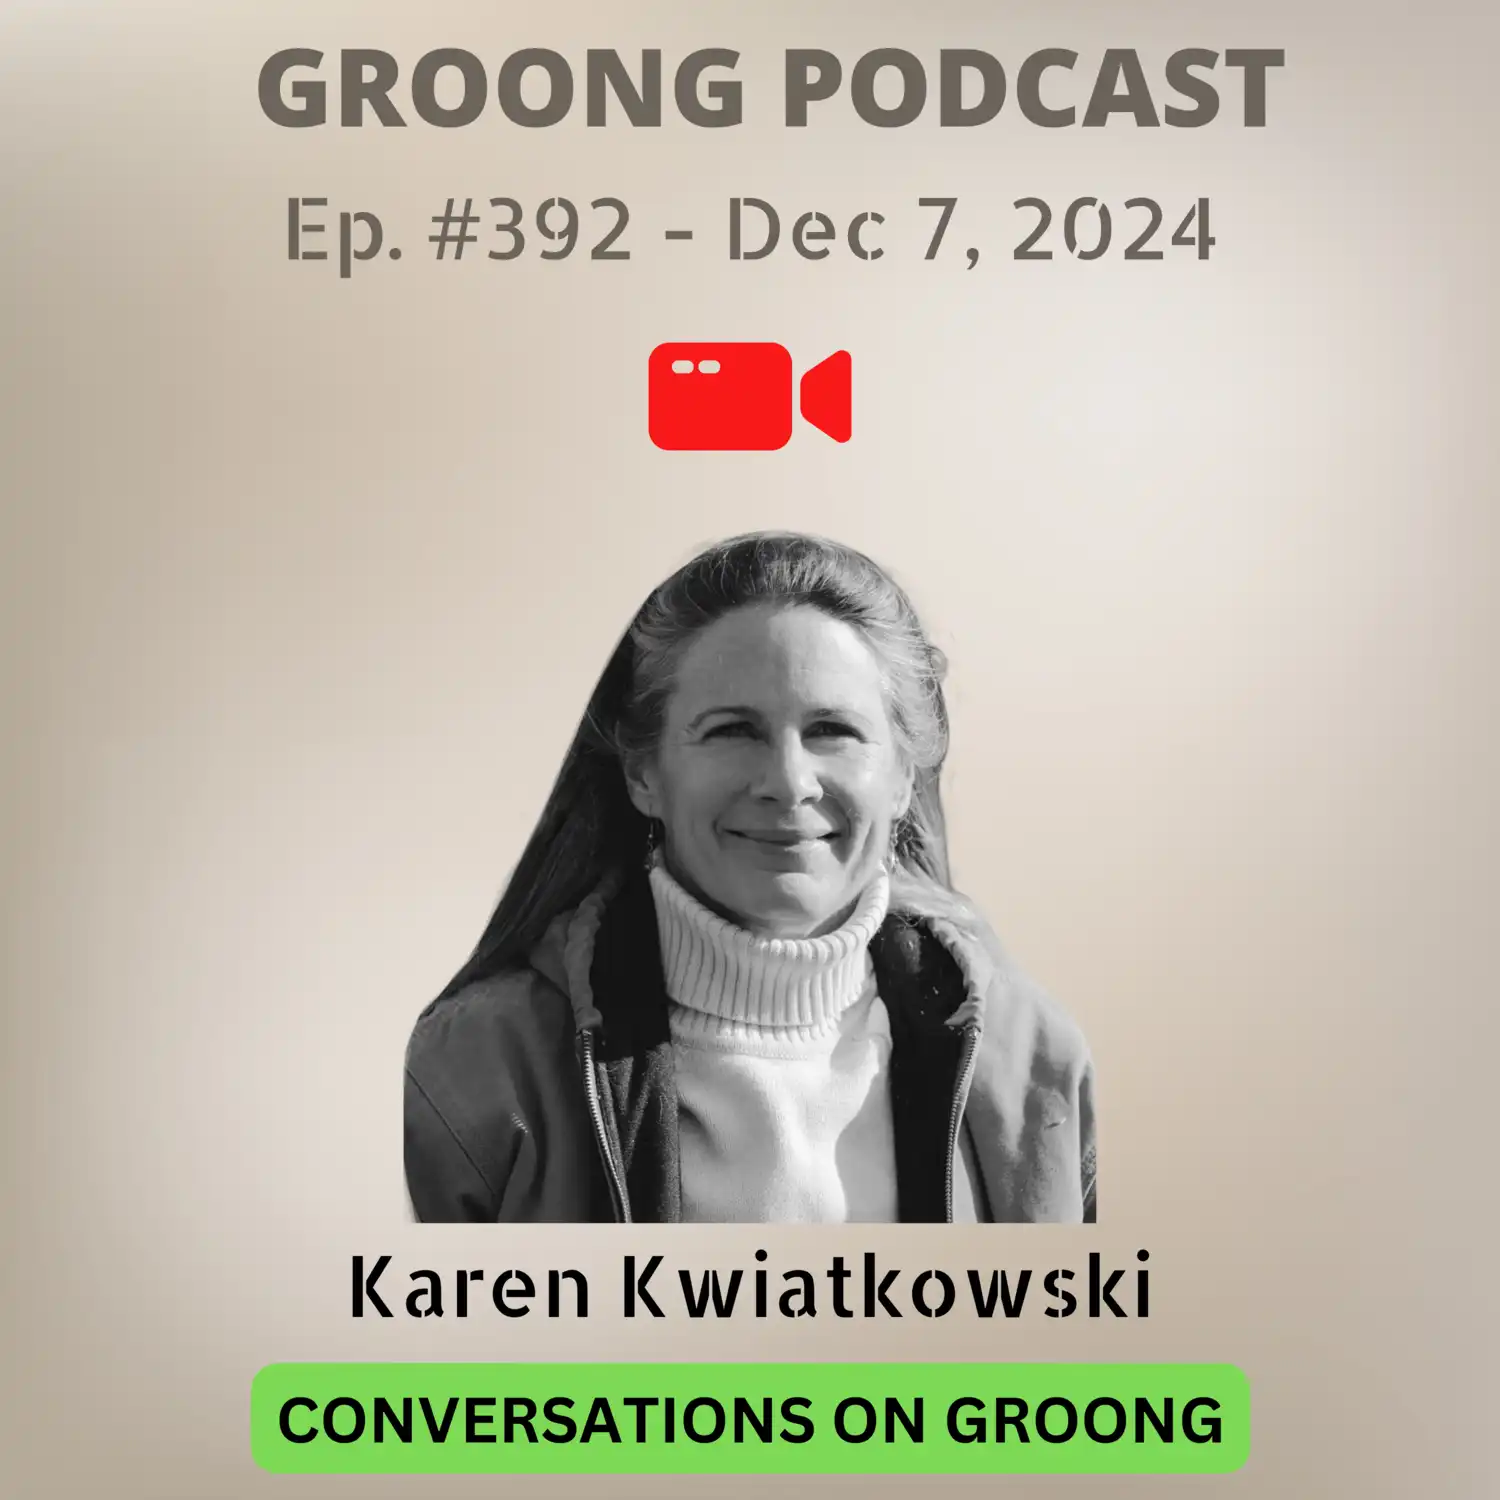 GROONG PODCAST
Ep. #392 - Dec 7, 2024
Karen Kwiatkowski
CONVERSATIONS ON GROONG